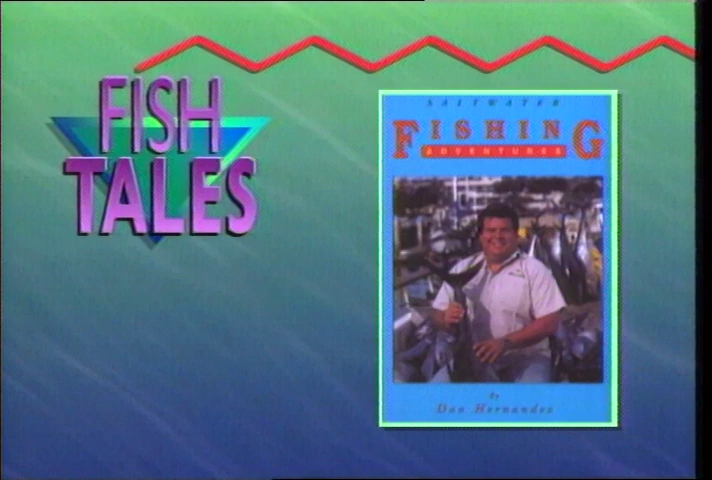 FISH
TALES
SALTWATER
FISHING
ADVENTURES
by
Dan Hernandez